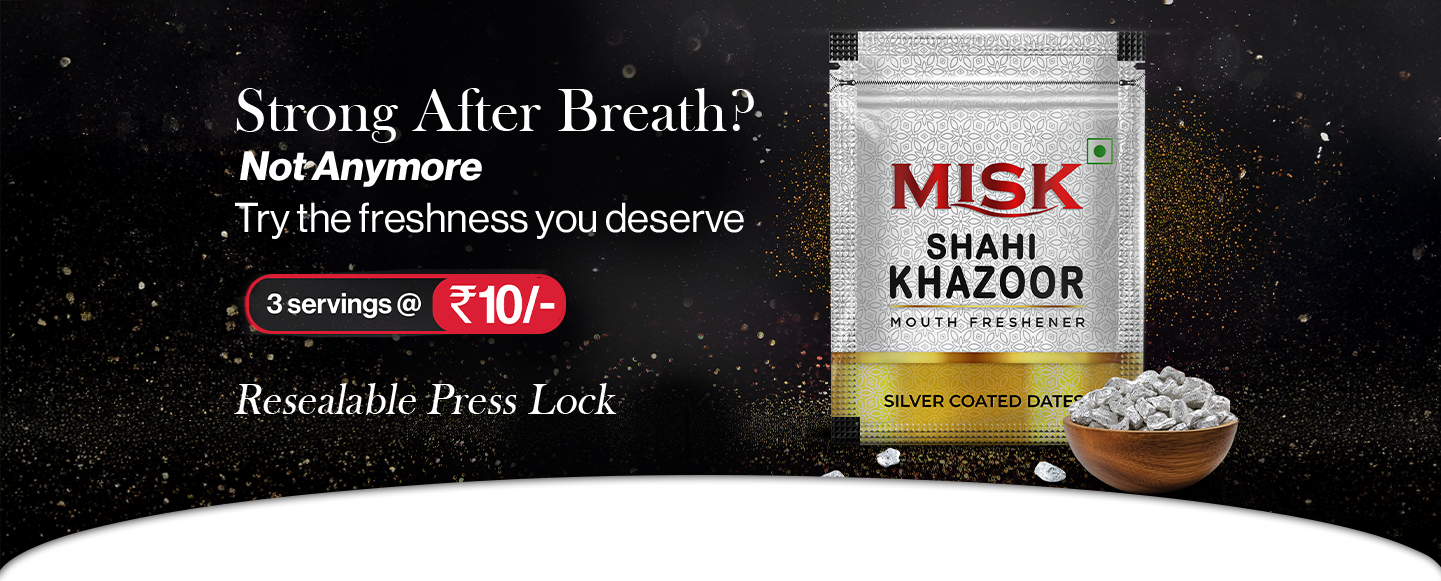 Strong After Breath?
Not Anymore
Try the freshness you deserve
3 servings @ ₹10/-
Resealable Press Lock
MISK
SHAHI
KHAZOOR
MOUTH FRESHENER
SILVER COATED DATES